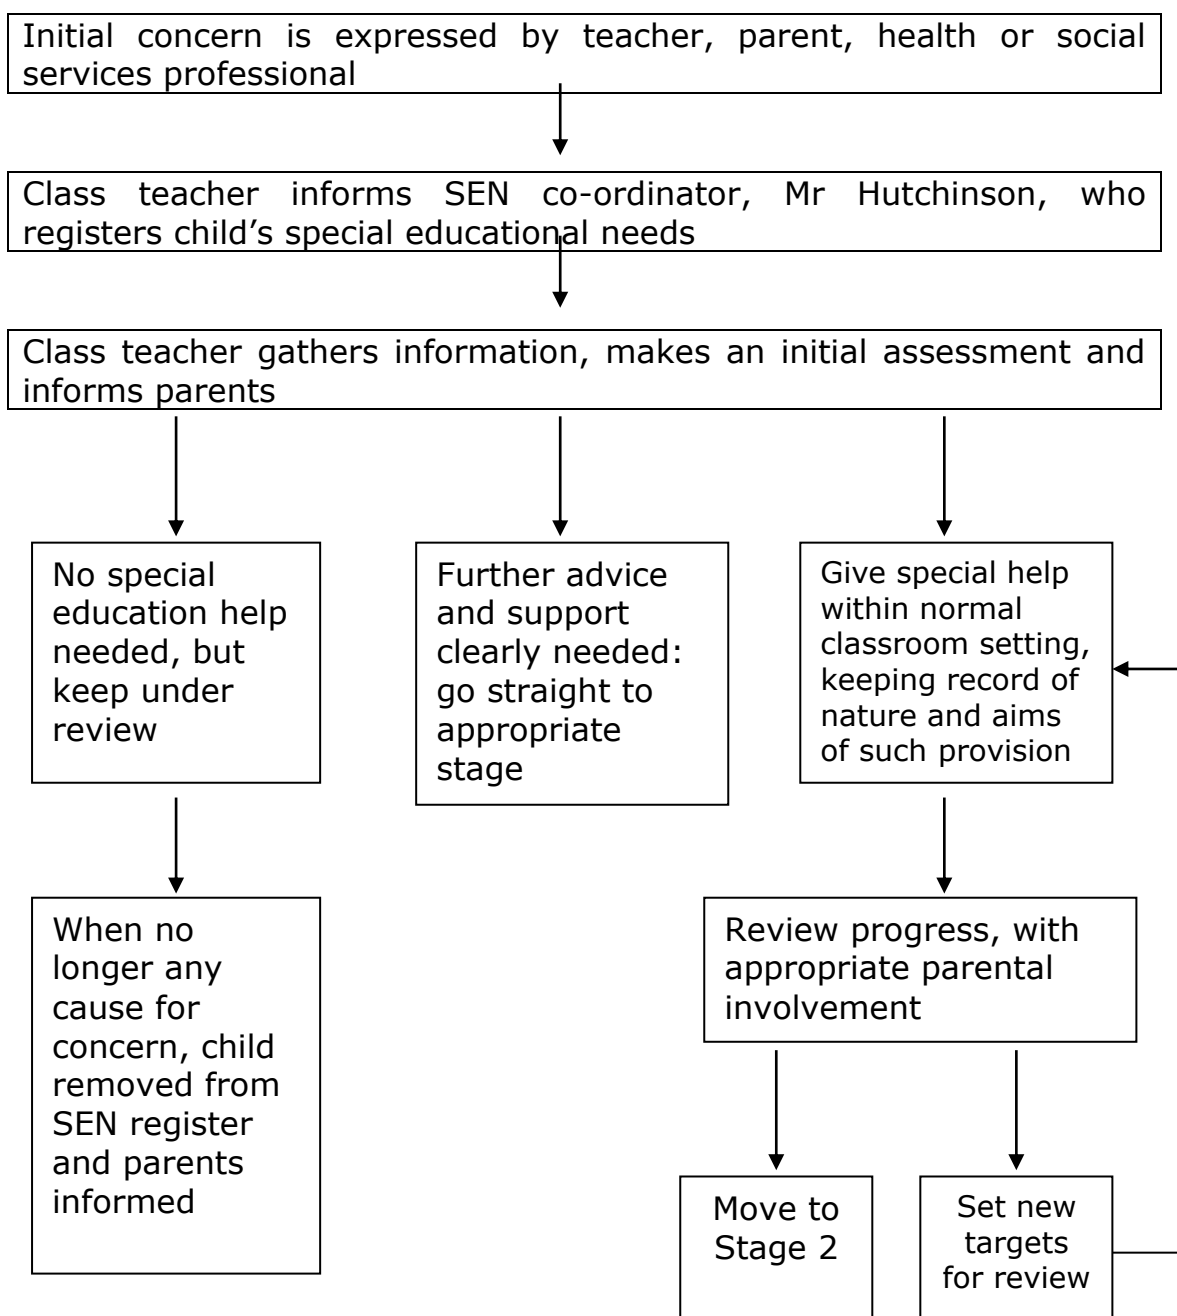 Initial concern is expressed by teacher, parent, health or social
services professional
Class teacher informs SEN co-ordinator, Mr Hutchinson, who
registers child’s special educational needs
Class teacher gathers information, makes an initial assessment and
informs parents
No special
education help
needed, but
keep under
review
Further advice
and support
clearly needed:
go straight to
appropriate
stage
Give special help
within normal
classroom setting,
keeping record of
nature and aims
of such provision
When no
longer any
cause for
concern, child
removed from
SEN register
and parents
informed
Review progress, with
appropriate parental
involvement
Move to
Stage 2
Set new
targets
for review